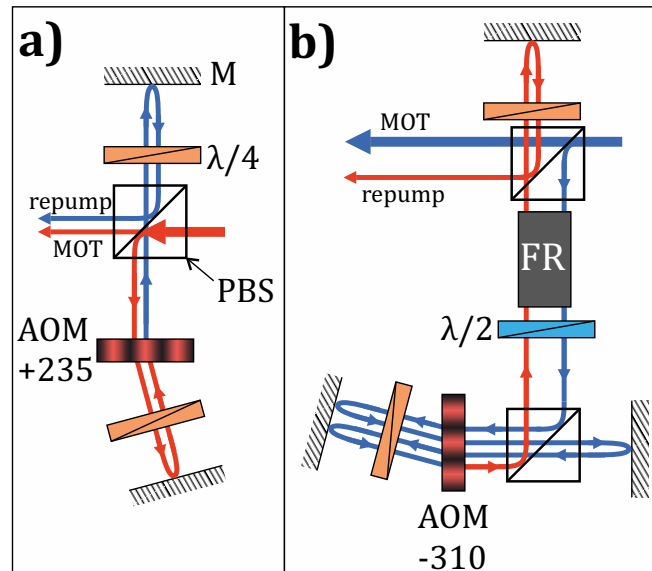 a)
M
λ/4
repump
MOT
PBS
AOM
+235
b)
MOT
repump
FR
λ/2
AOM
-310